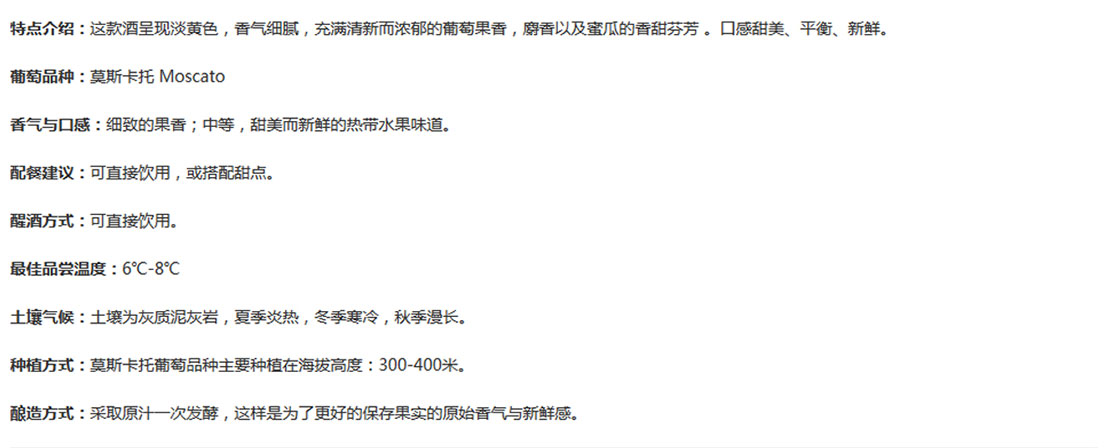 特点介绍：这款酒呈现淡黄色，香气细腻，充满清新而浓郁的葡萄果香，麝香以及蜜瓜的香甜芬芳 。口感甜美、平衡、新鲜。
葡萄品种：莫斯卡托 Moscato
香气与口感：细致的果香；中等，甜美而新鲜的热带水果味道。
配餐建议：可直接饮用，或搭配甜点。
醒酒方式：可直接饮用。
最佳品尝温度：6℃-8℃
土壤气候：土壤为灰质泥灰岩，夏季炎热，冬季寒冷，秋季漫长。
种植方式：莫斯卡托葡萄品种主要种植在海拔高度：300-400米。
酿造方式：采取原汁一次发酵，这样是为了更好的保存果实的原始香气与新鲜感。